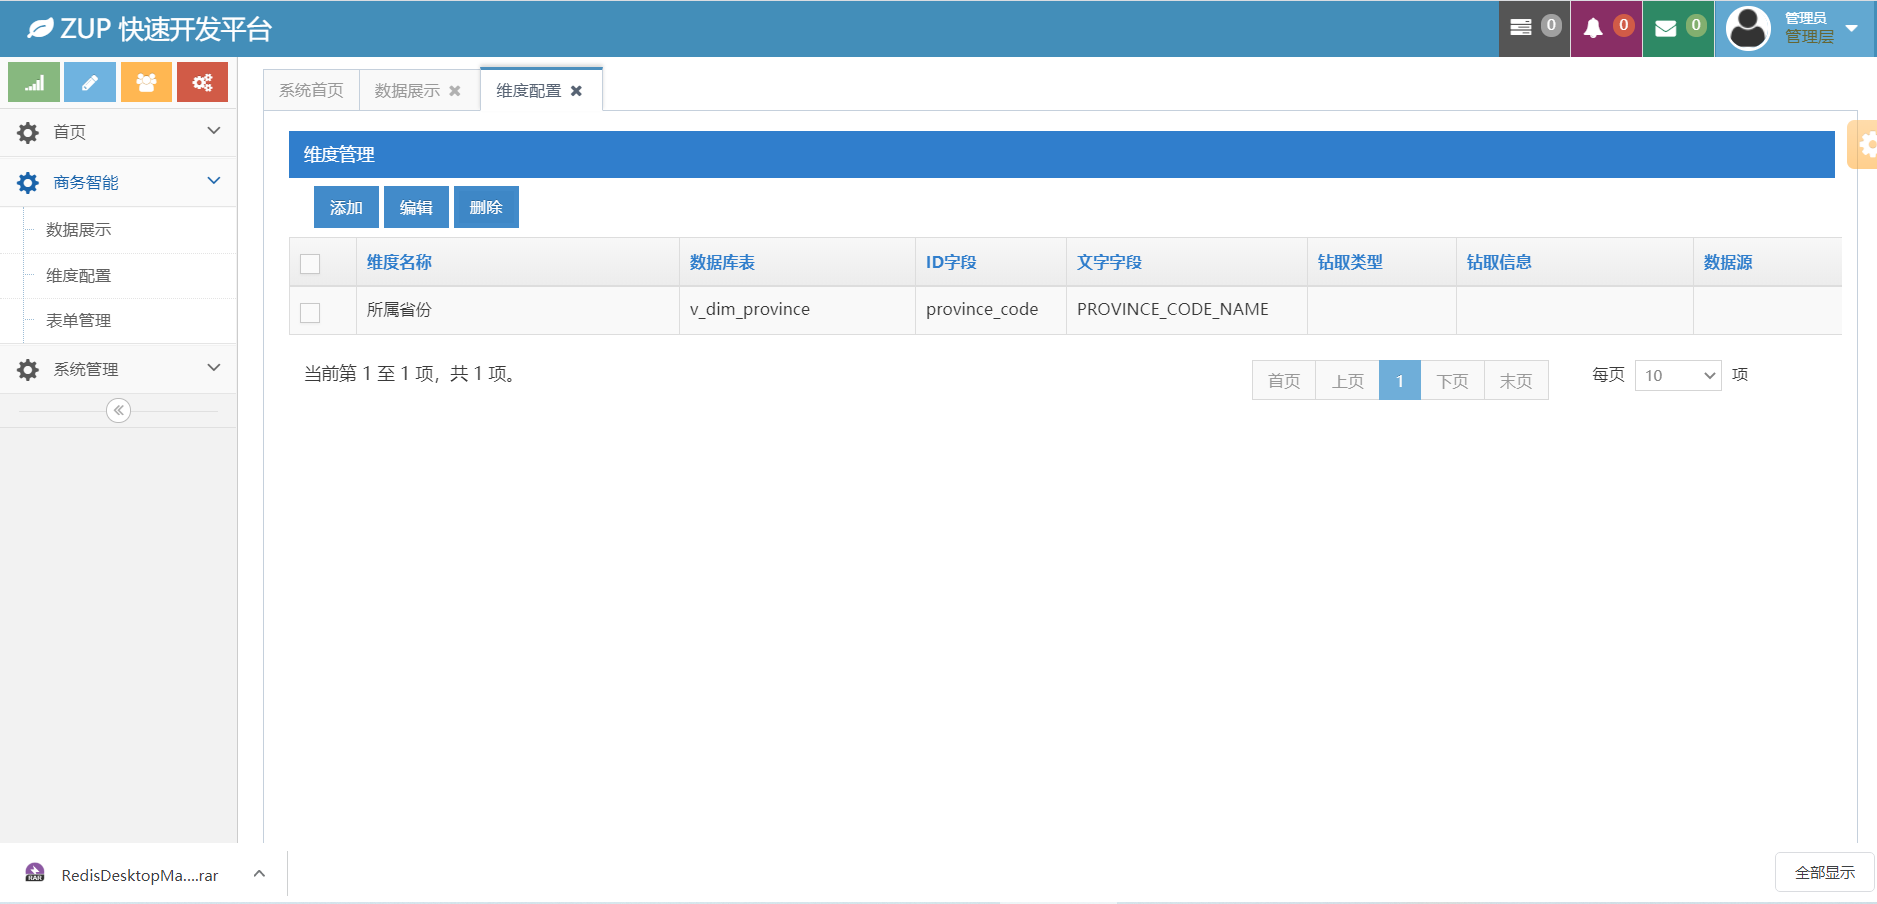 ZUP 快速开发平台
0
0
0
管理员
管理层
系统首页
数据展示
维度配置
首页
商务智能
数据展示
维度配置
表单管理
系统管理
维度管理
添加 编辑 删除
维度名称 数据库表 ID字段 文字字段 钻取类型 钻取信息 数据源
所属省份 v_dim_province province_code PROVINCE_CODE_NAME
当前第 1 至 1 项，共 1 项。
首页 上页 1 下页 末页
每页 10 项
RAR
RedisDesktopMa....rar
全部显示